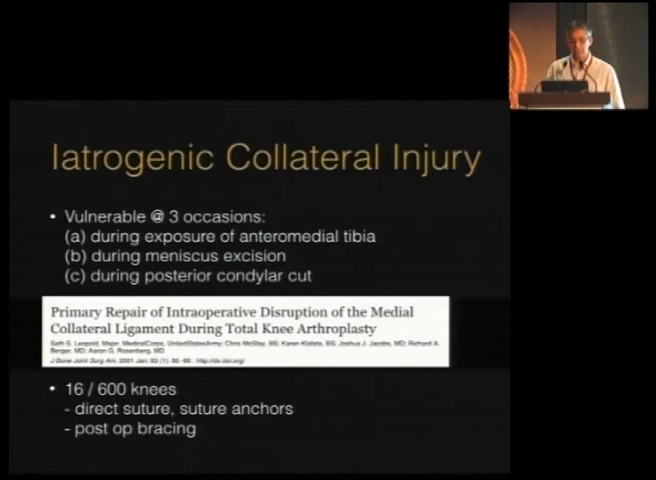 Iatrogenic Collateral Injury
• Vulnerable @ 3 occasions:
(a) during exposure of anteromedial tibia
(b) during meniscus excision
(c) during posterior condylar cut
Primary Repair of Intraoperative Disruption of the Medial
Collateral Ligament During Total Knee Arthroplasty
Seth S. Leopold, Major, MedicalCorps, UnitedStatesArmy; Chris McStay, BS; Karen Klafeta, BS; Joshua J. Jacobs, MD; Richard A.
Berger, MD; Aaron G. Rosenberg, MD
J Bone Joint Surg Am, 2001 Jan; 83 (1): 86 -86 . http://dx.doi.org/
• 16 / 600 knees
- direct suture, suture anchors
- post op bracing